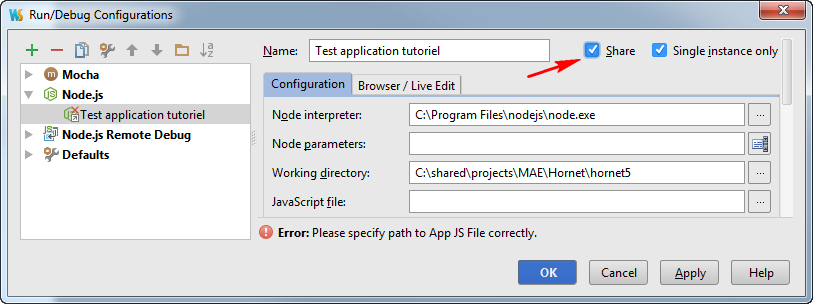 Run/Debug Configurations
Name: Test application tutoriel Share Single instance only
Mocha
Node.js
Test application tutoriel
Node.js Remote Debug
Defaults
Configuration Browser / Live Edit
Node interpreter: C:\Program Files\nodejs\node.exe ...
Node parameters:
Working directory: C:\shared\projects\MAE\Hornet\hornet5 ...
JavaScript file: ...
Error: Please specify path to App JS File correctly.
OK Cancel Apply Help